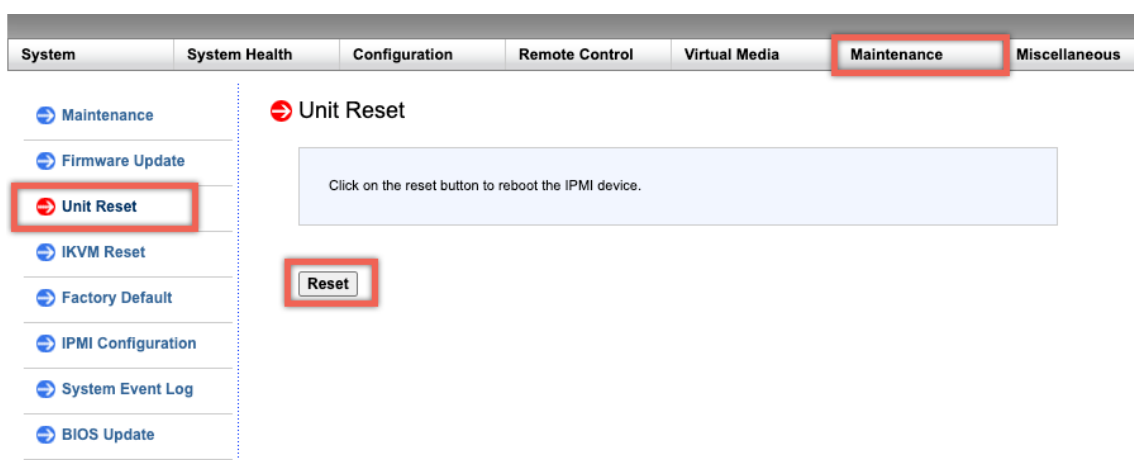 System System Health Configuration Remote Control Virtual Media Maintenance Miscellaneous
Maintenance
Firmware Update
Unit Reset
IKVM Reset
Factory Default
IPMI Configuration
System Event Log
BIOS Update
Unit Reset
Click on the reset button to reboot the IPMI device.
Reset